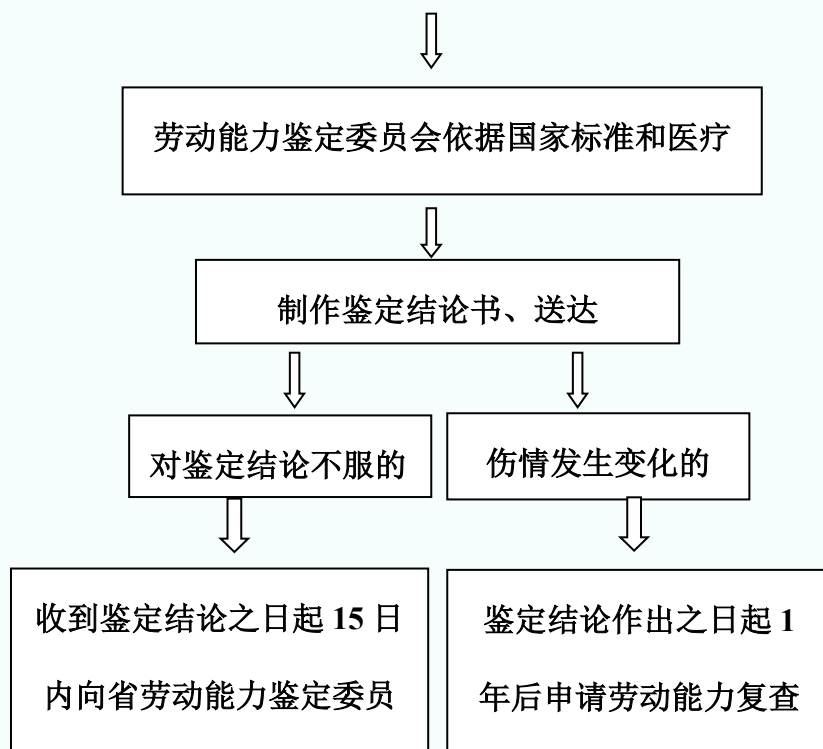 劳动能力鉴定委员会依据国家标准和医疗
制作鉴定结论书、送达
对鉴定结论不服的
伤情发生变化的
收到鉴定结论之日起 15 日
内向省劳动能力鉴定委员
鉴定结论作出之日起 1
年后申请劳动能力复查